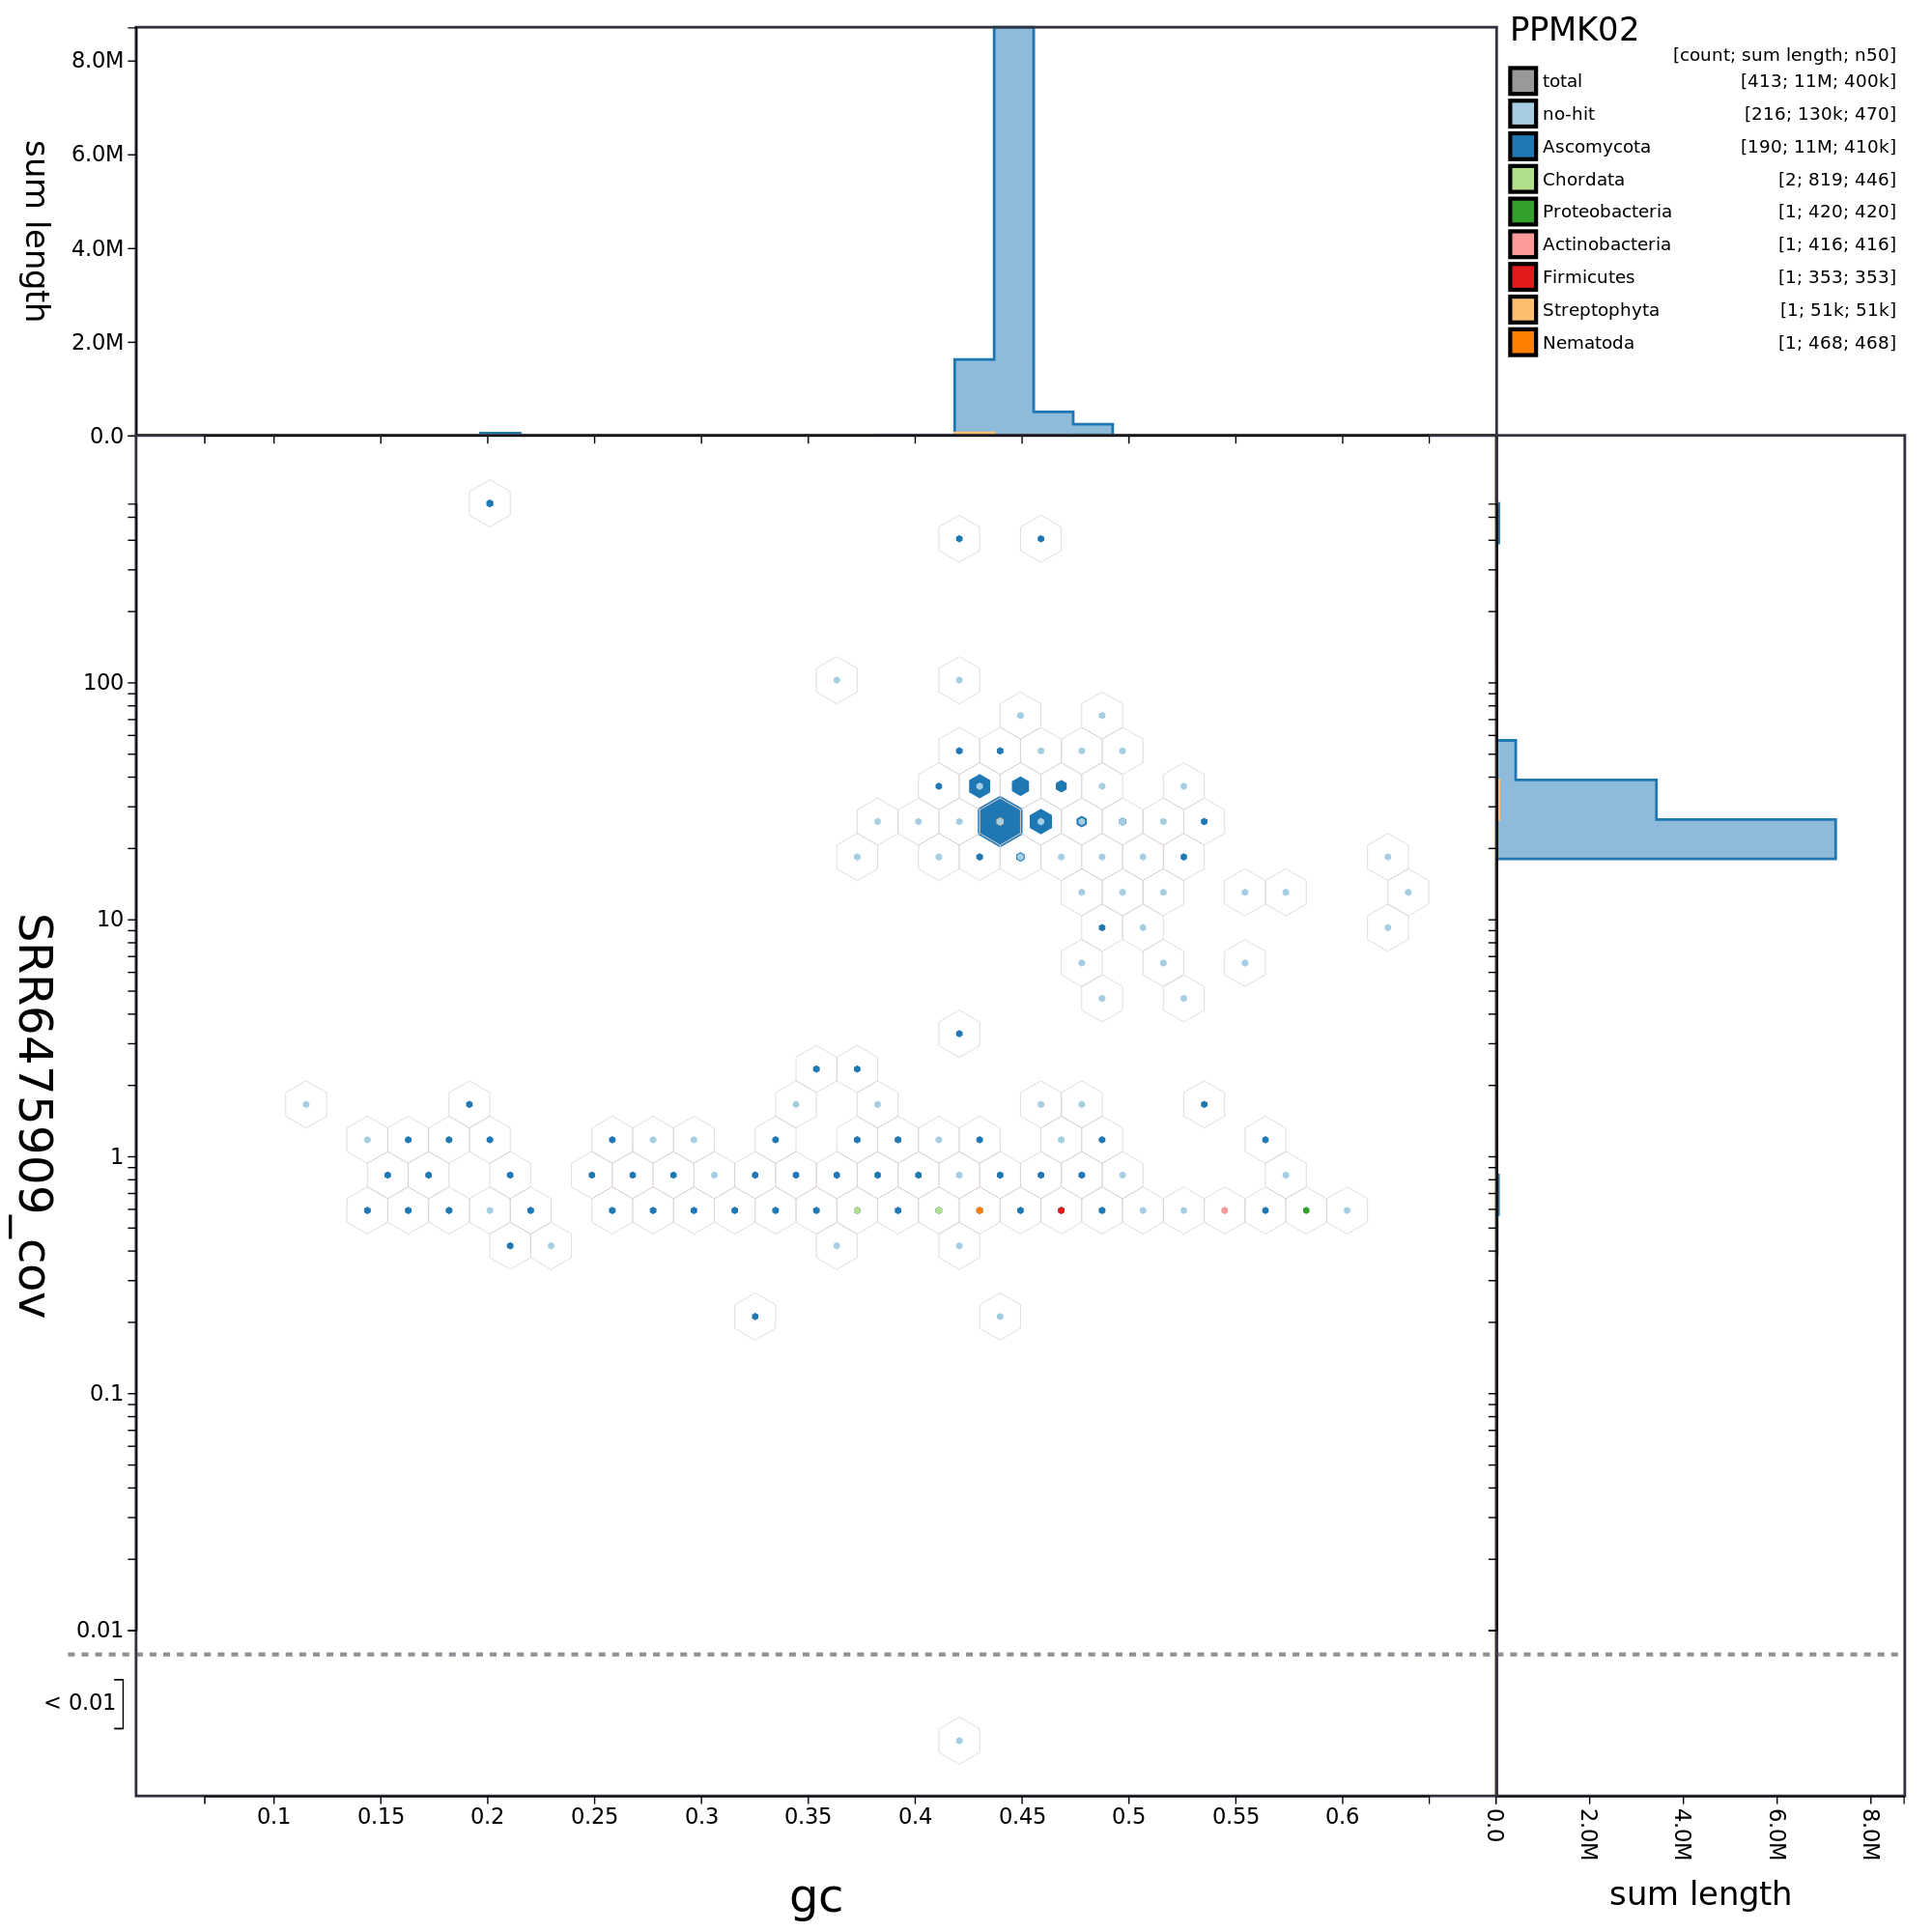 PPMK02
[count; sum length; n50]
total [413; 11M; 400k]
no-hit [216; 130k; 470]
Ascomycota [190; 11M; 410k]
Chordata [2; 819; 446]
Proteobacteria [1; 420; 420]
Actinobacteria [1; 416; 416]
Firmicutes [1; 353; 353]
Streptophyta [1; 51k; 51k]
Nematoda [1; 468; 468]
sum length
8.0M
6.0M
4.0M
2.0M
0.0
SRR6475909_cov
100
10
1
0.1
0.01
< 0.01
0.1 0.15 0.2 0.25 0.3 0.35 0.4 0.45 0.5 0.55 0.6
gc
0.0 2.0M 4.0M 6.0M 8.0M
sum length